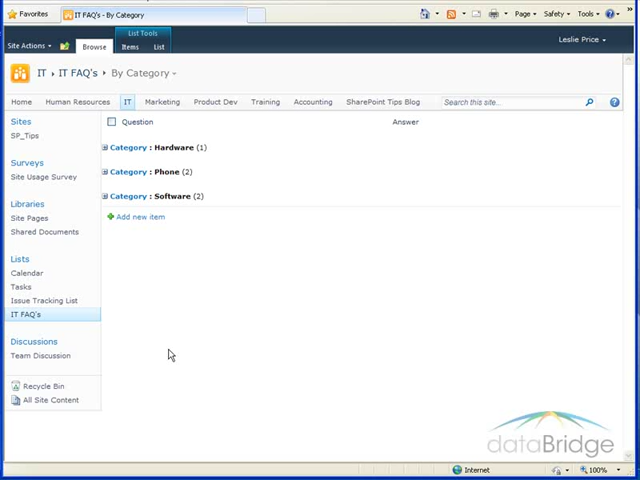 Favorites
IT FAQ's - By Category
Page
Safety
Tools
Site Actions
Browse
List Tools
Items
List
Leslie Price
IT ▸ IT FAQ's ▸ By Category
Home
Human Resources
IT
Marketing
Product Dev
Training
Accounting
SharePoint Tips Blog
Search this site...
Sites
SP_Tips
Surveys
Site Usage Survey
Libraries
Site Pages
Shared Documents
Lists
Calendar
Tasks
Issue Tracking List
IT FAQ's
Discussions
Team Discussion
Recycle Bin
All Site Content
Question
Answer
Category : Hardware (1)
Category : Phone (2)
Category : Software (2)
Add new item
dataBridge
Internet
100%